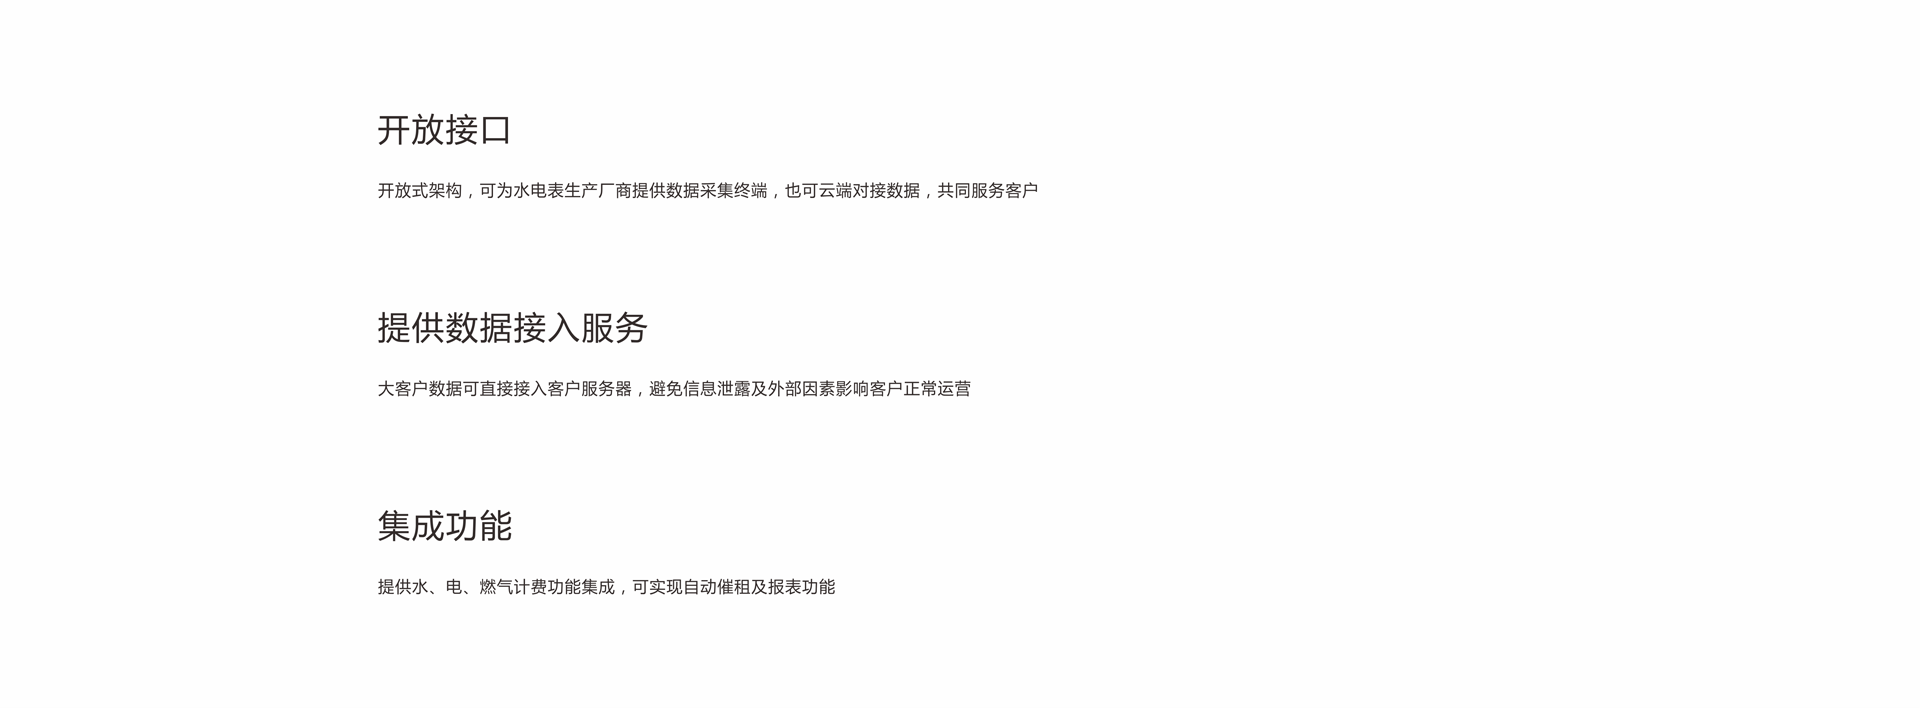 开放接口
开放式架构，可为水电表生产厂商提供数据采集终端，也可云端对接数据，共同服务客户
提供数据接入服务
大客户数据可直接接入客户服务器，避免信息泄露及外部因素影响客户正常运营
集成功能
提供水、电、燃气计费功能集成，可实现自动催租及报表功能